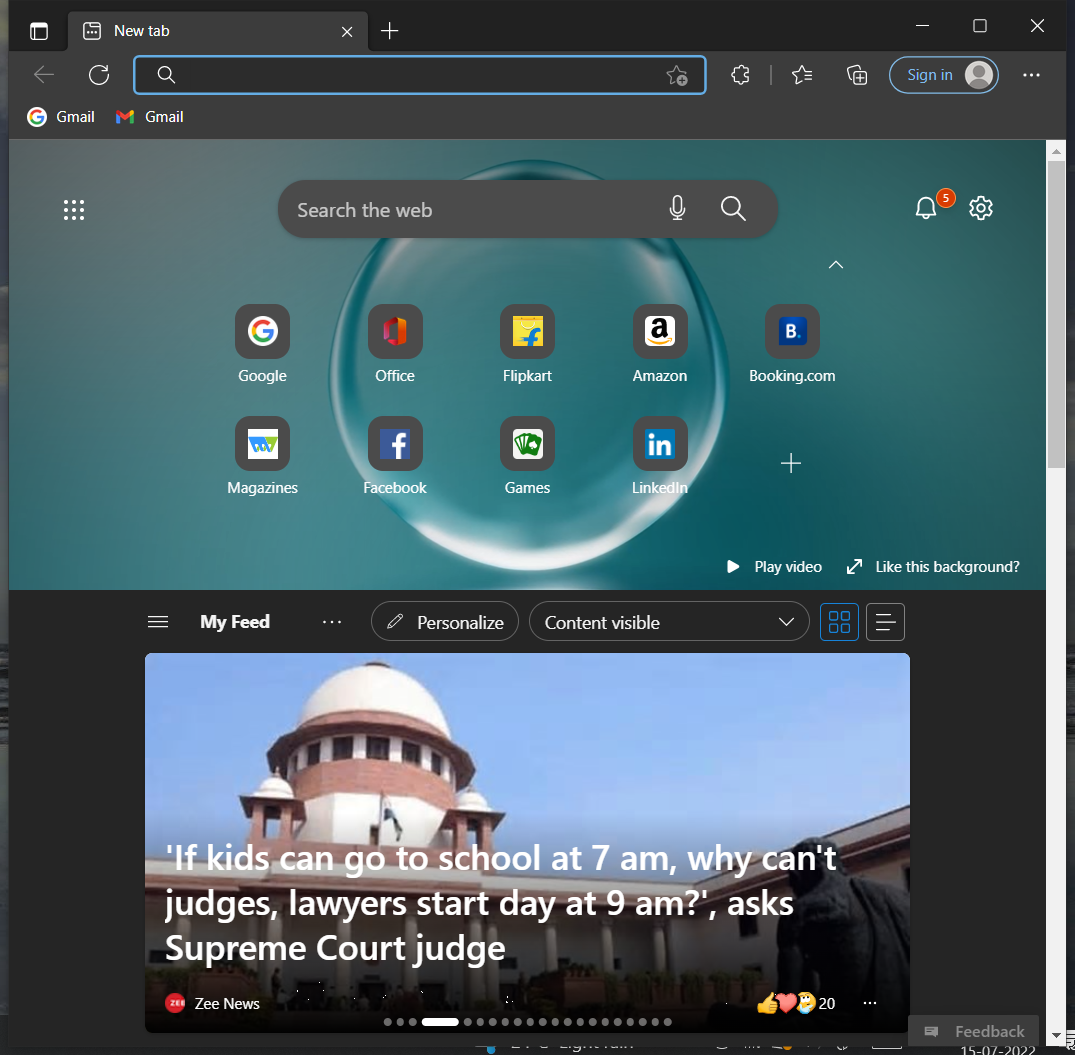 New tab
Sign in
Gmail
Gmail
Search the web
5
Google
Office
Flipkart
Amazon
Booking.com
Magazines
Facebook
Games
LinkedIn
Play video
Like this background?
My Feed
Personalize
Content visible
'If kids can go to school at 7 am, why can't
judges, lawyers start day at 9 am?', asks
Supreme Court judge
ZEE
Zee News
20
Feedback
15-07-2022